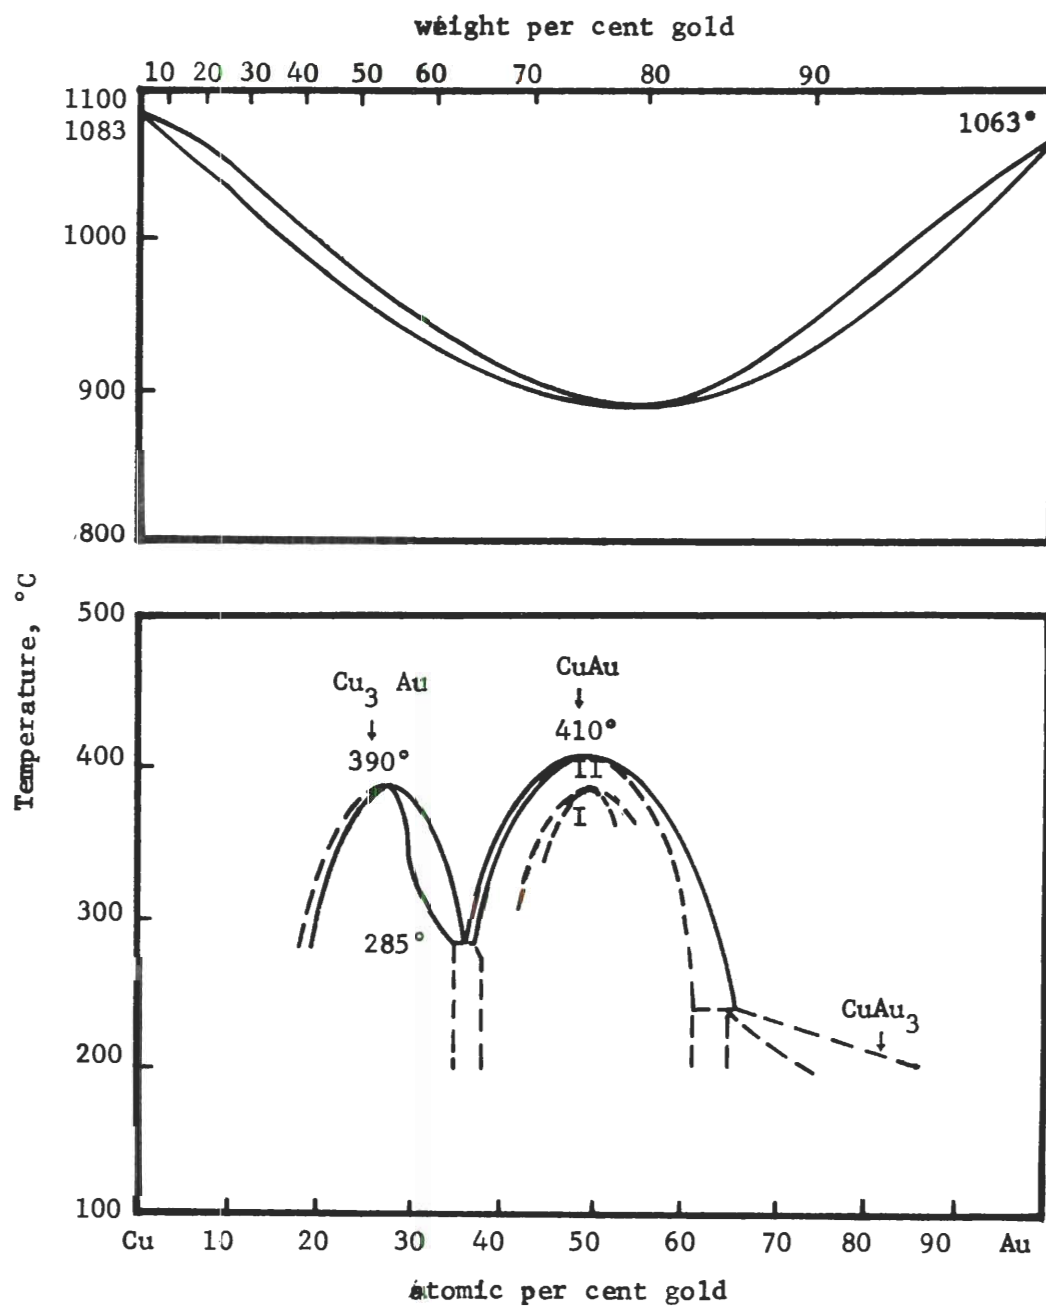 weight per cent gold
10 20 30 40 50 60 70 80 90
1100
1083
1063°
1000
900
800
Temperature, °C
500
CuAu
Cu3 Au
410°
390°
400
II
I
300
285°
CuAu3
200
100
Cu 10 20 30 40 50 60 70 80 90 Au
atomic per cent gold